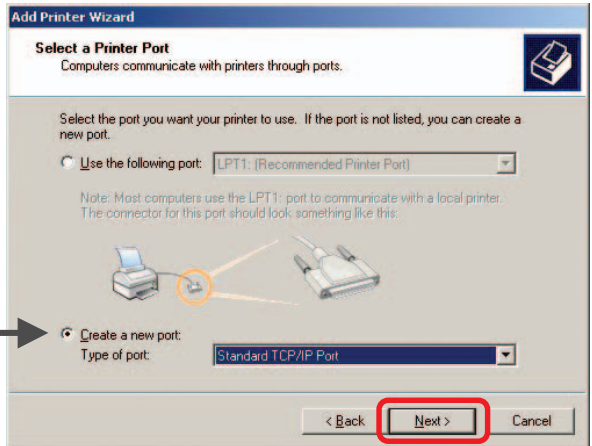 Add Printer Wizard
Select a Printer Port
Computers communicate with printers through ports.
Select the port you want your printer to use. If the port is not listed, you can create a
new port.
Use the following port: LPT1: (Recommended Printer Port)
Note: Most computers use the LPT1: port to communicate with a local printer.
The connector for this port should look something like this:
Create a new port:
Type of port: Standard TCP/IP Port
< Back Next > Cancel